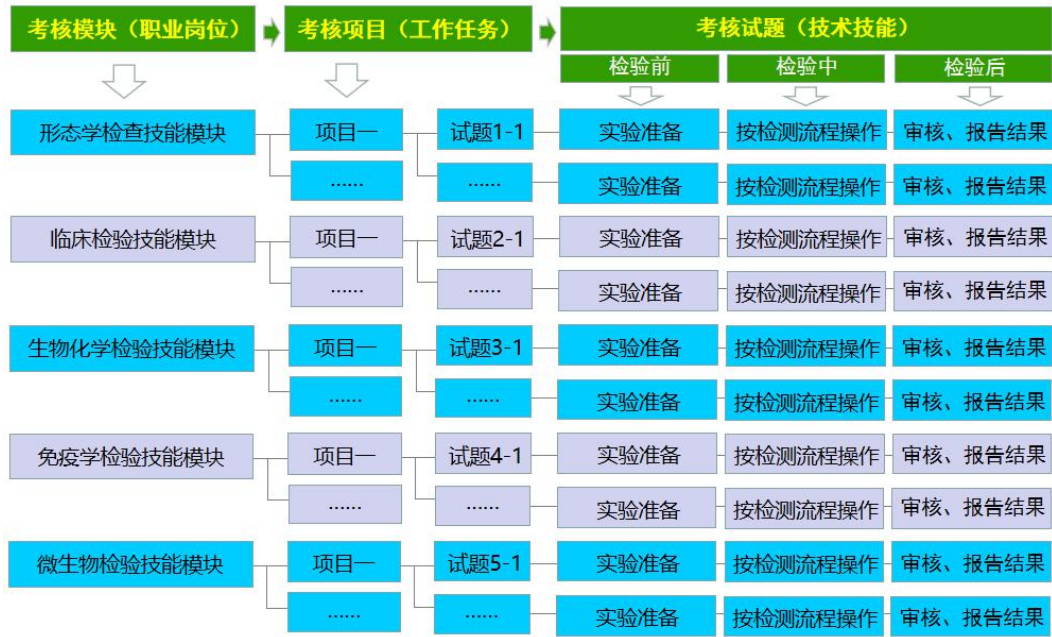 考核模块（职业岗位） 考核项目（工作任务） 考核试题（技术技能）
检验前 检验中 检验后
形态学检查技能模块 项目一 试题1-1 实验准备 按检测流程操作 审核、报告结果
...... ...... 实验准备 按检测流程操作 审核、报告结果
临床检验技能模块 项目一 试题2-1 实验准备 按检测流程操作 审核、报告结果
...... ...... 实验准备 按检测流程操作 审核、报告结果
生物化学检验技能模块 项目一 试题3-1 实验准备 按检测流程操作 审核、报告结果
...... ...... 实验准备 按检测流程操作 审核、报告结果
免疫学检验技能模块 项目一 试题4-1 实验准备 按检测流程操作 审核、报告结果
...... ...... 实验准备 按检测流程操作 审核、报告结果
微生物检验技能模块 项目一 试题5-1 实验准备 按检测流程操作 审核、报告结果
...... ...... 实验准备 按检测流程操作 审核、报告结果